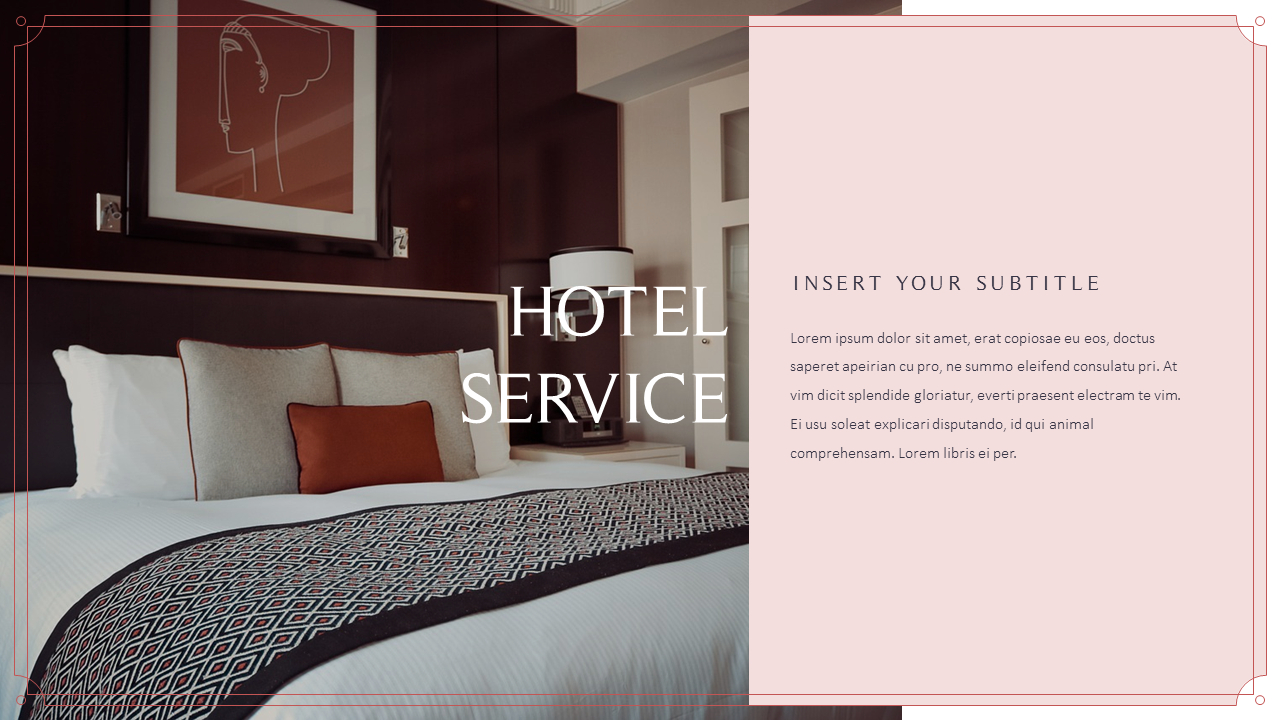 HOTEL
SERVICE
INSERT YOUR SUBTITLE
Lorem ipsum dolor sit amet, erat copiosae eu eos, doctus
saperet apeirian cu pro, ne summo eleifend consulatu pri. At
vim dicit splendide gloriatur, everti praesent electram te vim.
Ei usu soleat explicari disputando, id qui animal
comprehensam. Lorem libris ei per.